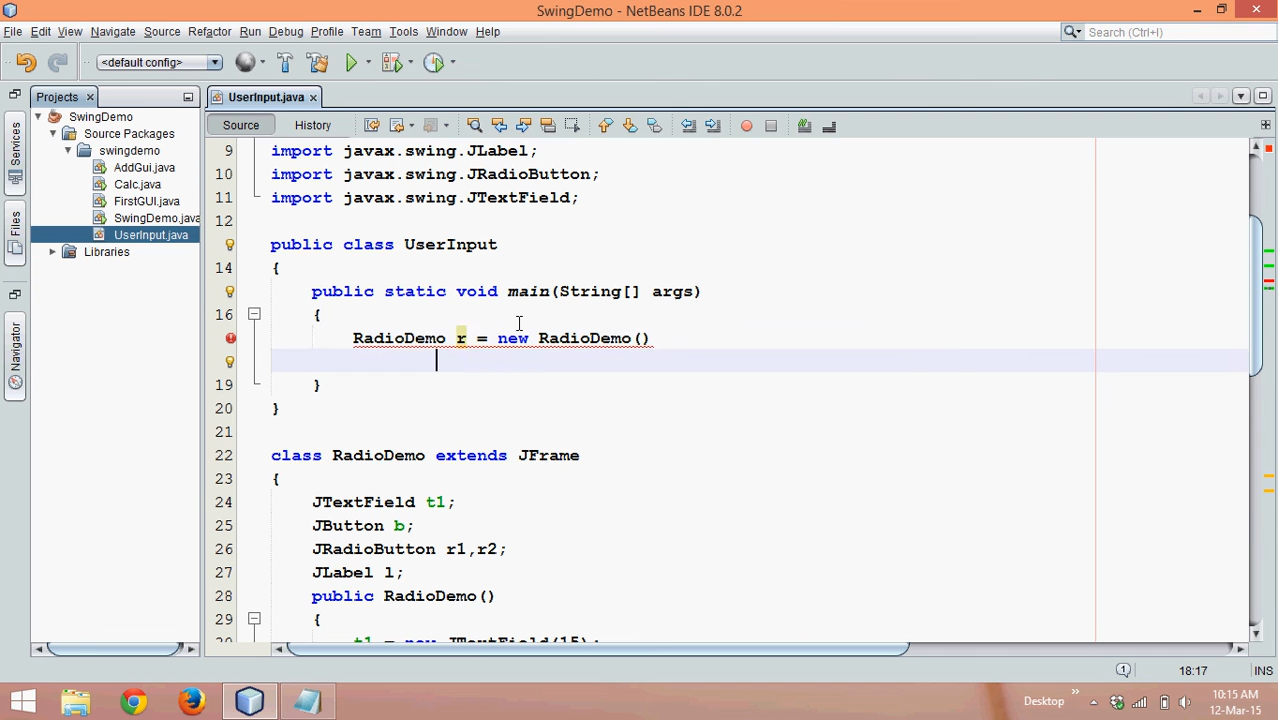 SwingDemo - NetBeans IDE 8.0.2
File Edit View Navigate Source Refactor Run Debug Profile Team Tools Window Help
Search (Ctrl+I)
<default config>
Projects
UserInput.java
Source
History
Services
Files
Navigator
SwingDemo
Source Packages
swingdemo
AddGui.java
Calc.java
FirstGUI.java
SwingDemo.java
UserInput.java
Libraries
9 import javax.swing.JLabel;
10 import javax.swing.JRadioButton;
11 import javax.swing.JTextField;
12
public class UserInput
14 {
public static void main(String[] args)
16 {
RadioDemo r = new RadioDemo()
19 }
20 }
21
22 class RadioDemo extends JFrame
23 {
24 JTextField t1;
25 JButton b;
26 JRadioButton r1,r2;
27 JLabel l;
28 public RadioDemo()
29 {
30 t1 = new JTextField(15);
1
18:17
INS
Desktop
10:15 AM
12-Mar-15